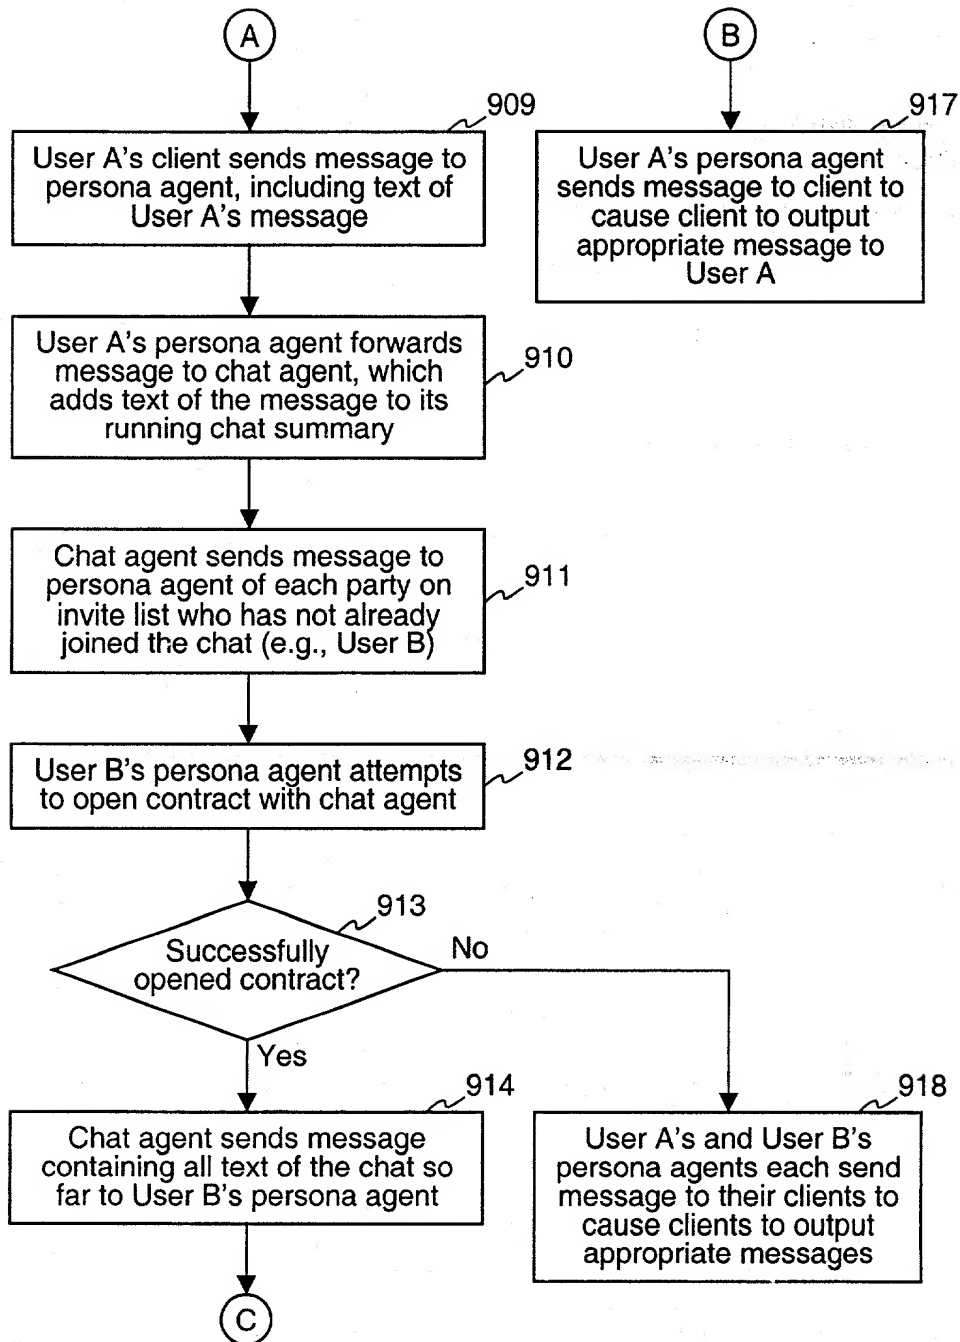 A
B
909
917
User A's client sends message to
persona agent, including text of
User A's message
User A's persona agent
sends message to client to
cause client to output
appropriate message to
User A
User A's persona agent forwards
message to chat agent, which
adds text of the message to its
running chat summary
910
Chat agent sends message to
persona agent of each party on
invite list who has not already
joined the chat (e.g., User B)
911
User B's persona agent attempts
to open contract with chat agent
912
913
Successfully
opened contract?
No
Yes
914
918
Chat agent sends message
containing all text of the chat so
far to User B's persona agent
User A's and User B's
persona agents each send
message to their clients to
cause clients to output
appropriate messages
C